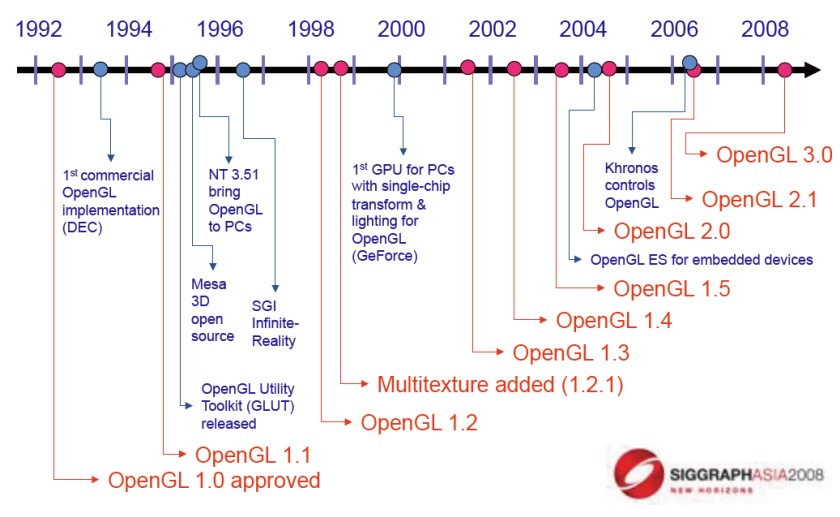 1992 1994 1996 1998 2000 2002 2004 2006 2008
1st commercial
OpenGL
implementation
(DEC)
NT 3.51
bring
OpenGL
to PCs
1st GPU for PCs
with single-chip
transform &
lighting for
OpenGL
(GeForce)
Khronos
controls
OpenGL
OpenGL 3.0
OpenGL 2.1
OpenGL 2.0
OpenGL ES for embedded devices
Mesa
3D
open
source
SGI
Infinite-
Reality
OpenGL 1.5
OpenGL 1.4
OpenGL 1.3
Multitexture added (1.2.1)
OpenGL Utility
Toolkit (GLUT)
released
OpenGL 1.2
OpenGL 1.1
OpenGL 1.0 approved
SIGGRAPHASIA2008
NEW HORIZONS